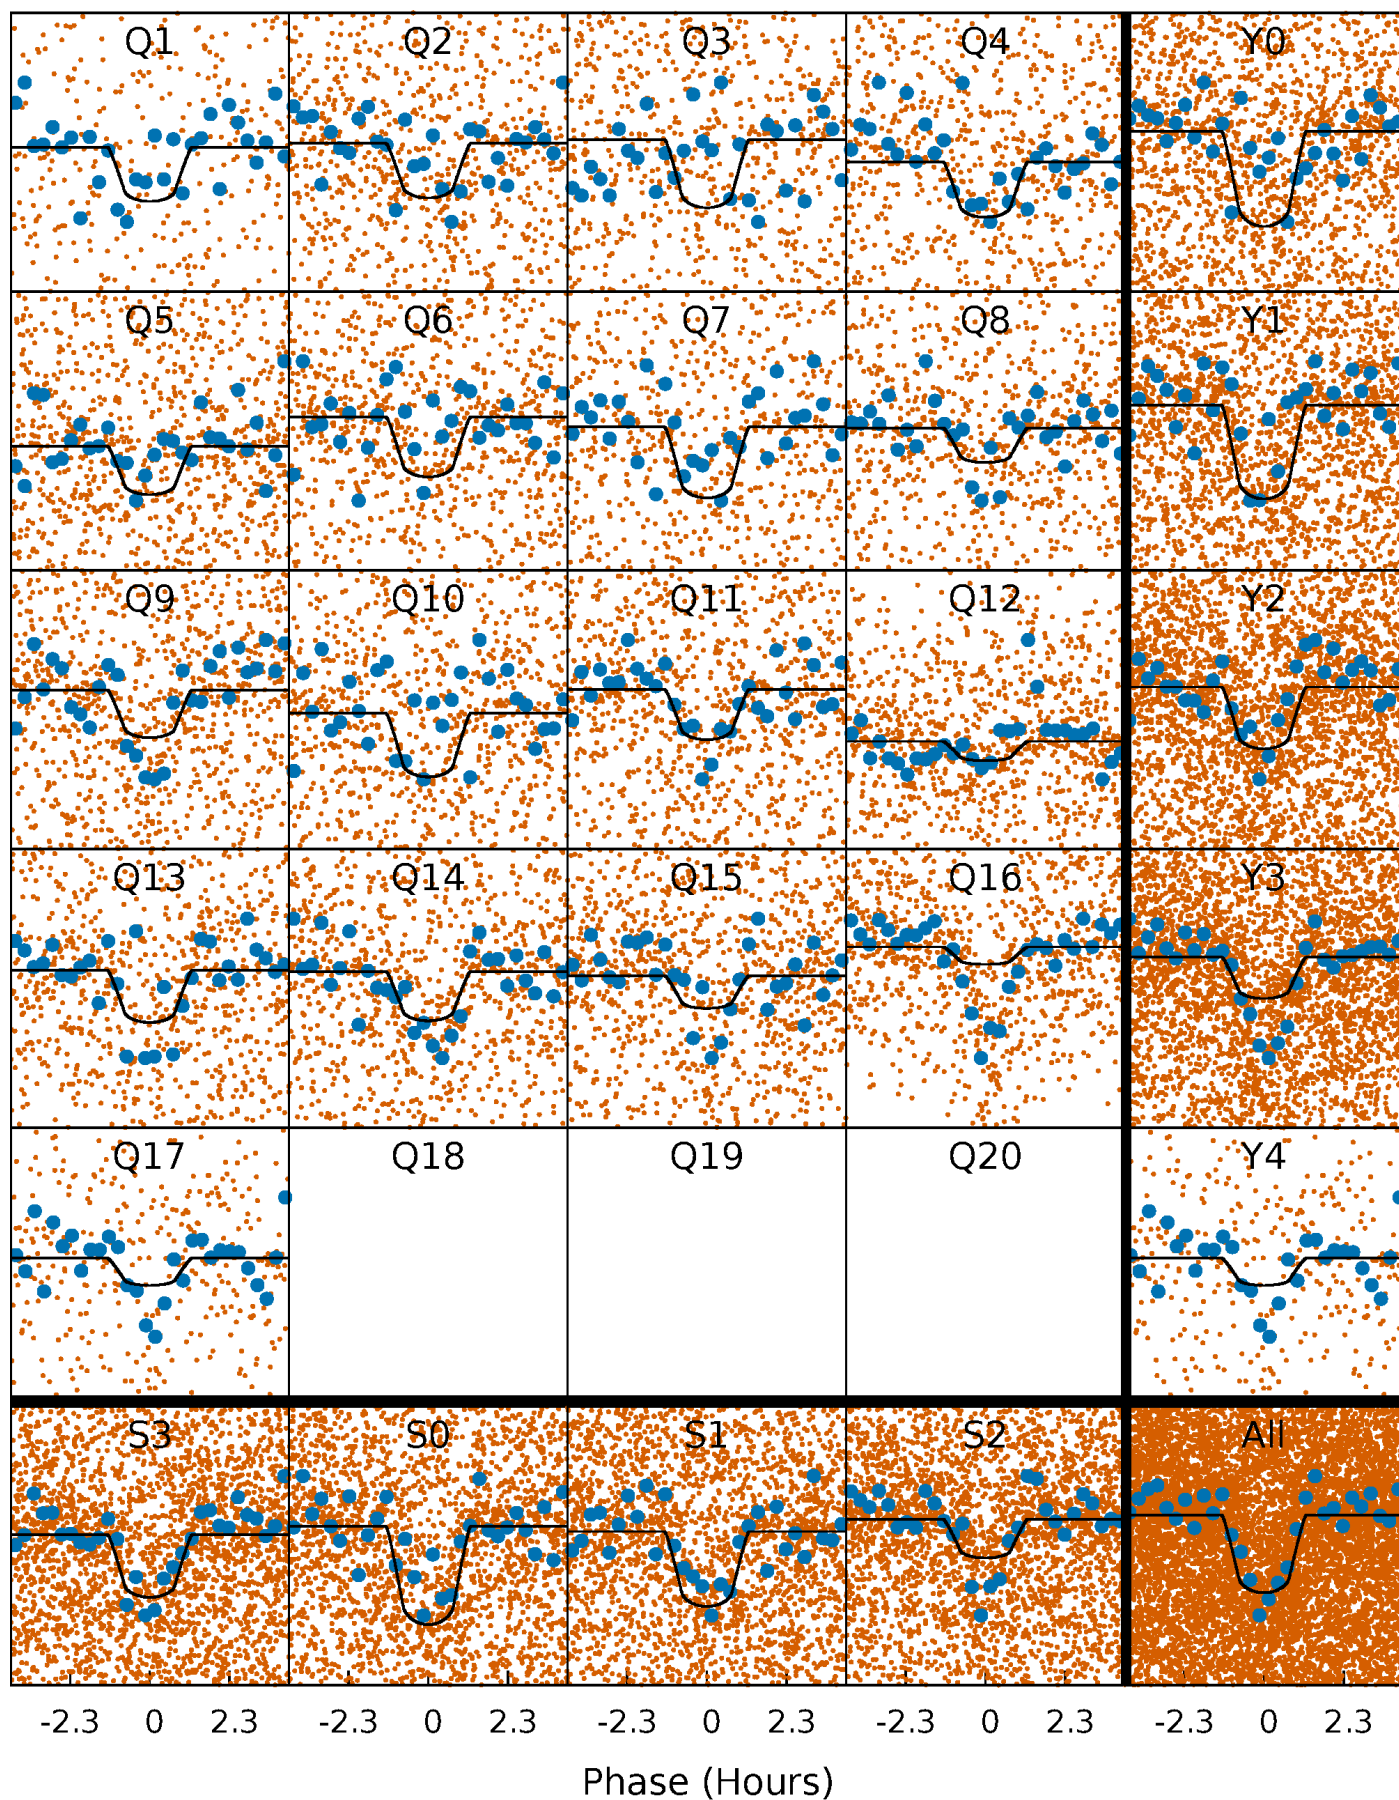 Q1 Q2 Q3 Q4 Y0
Q5 Q6 Q7 Q8 Y1
Q9 Q10 Q11 Q12 Y2
Q13 Q14 Q15 Q16 Y3
Q17 Q18 Q19 Q20 Y4
S3 S0 S1 S2 All
-2.3 0 2.3 -2.3 0 2.3 -2.3 0 2.3 -2.3 0 2.3 -2.3 0 2.3
Phase (Hours)